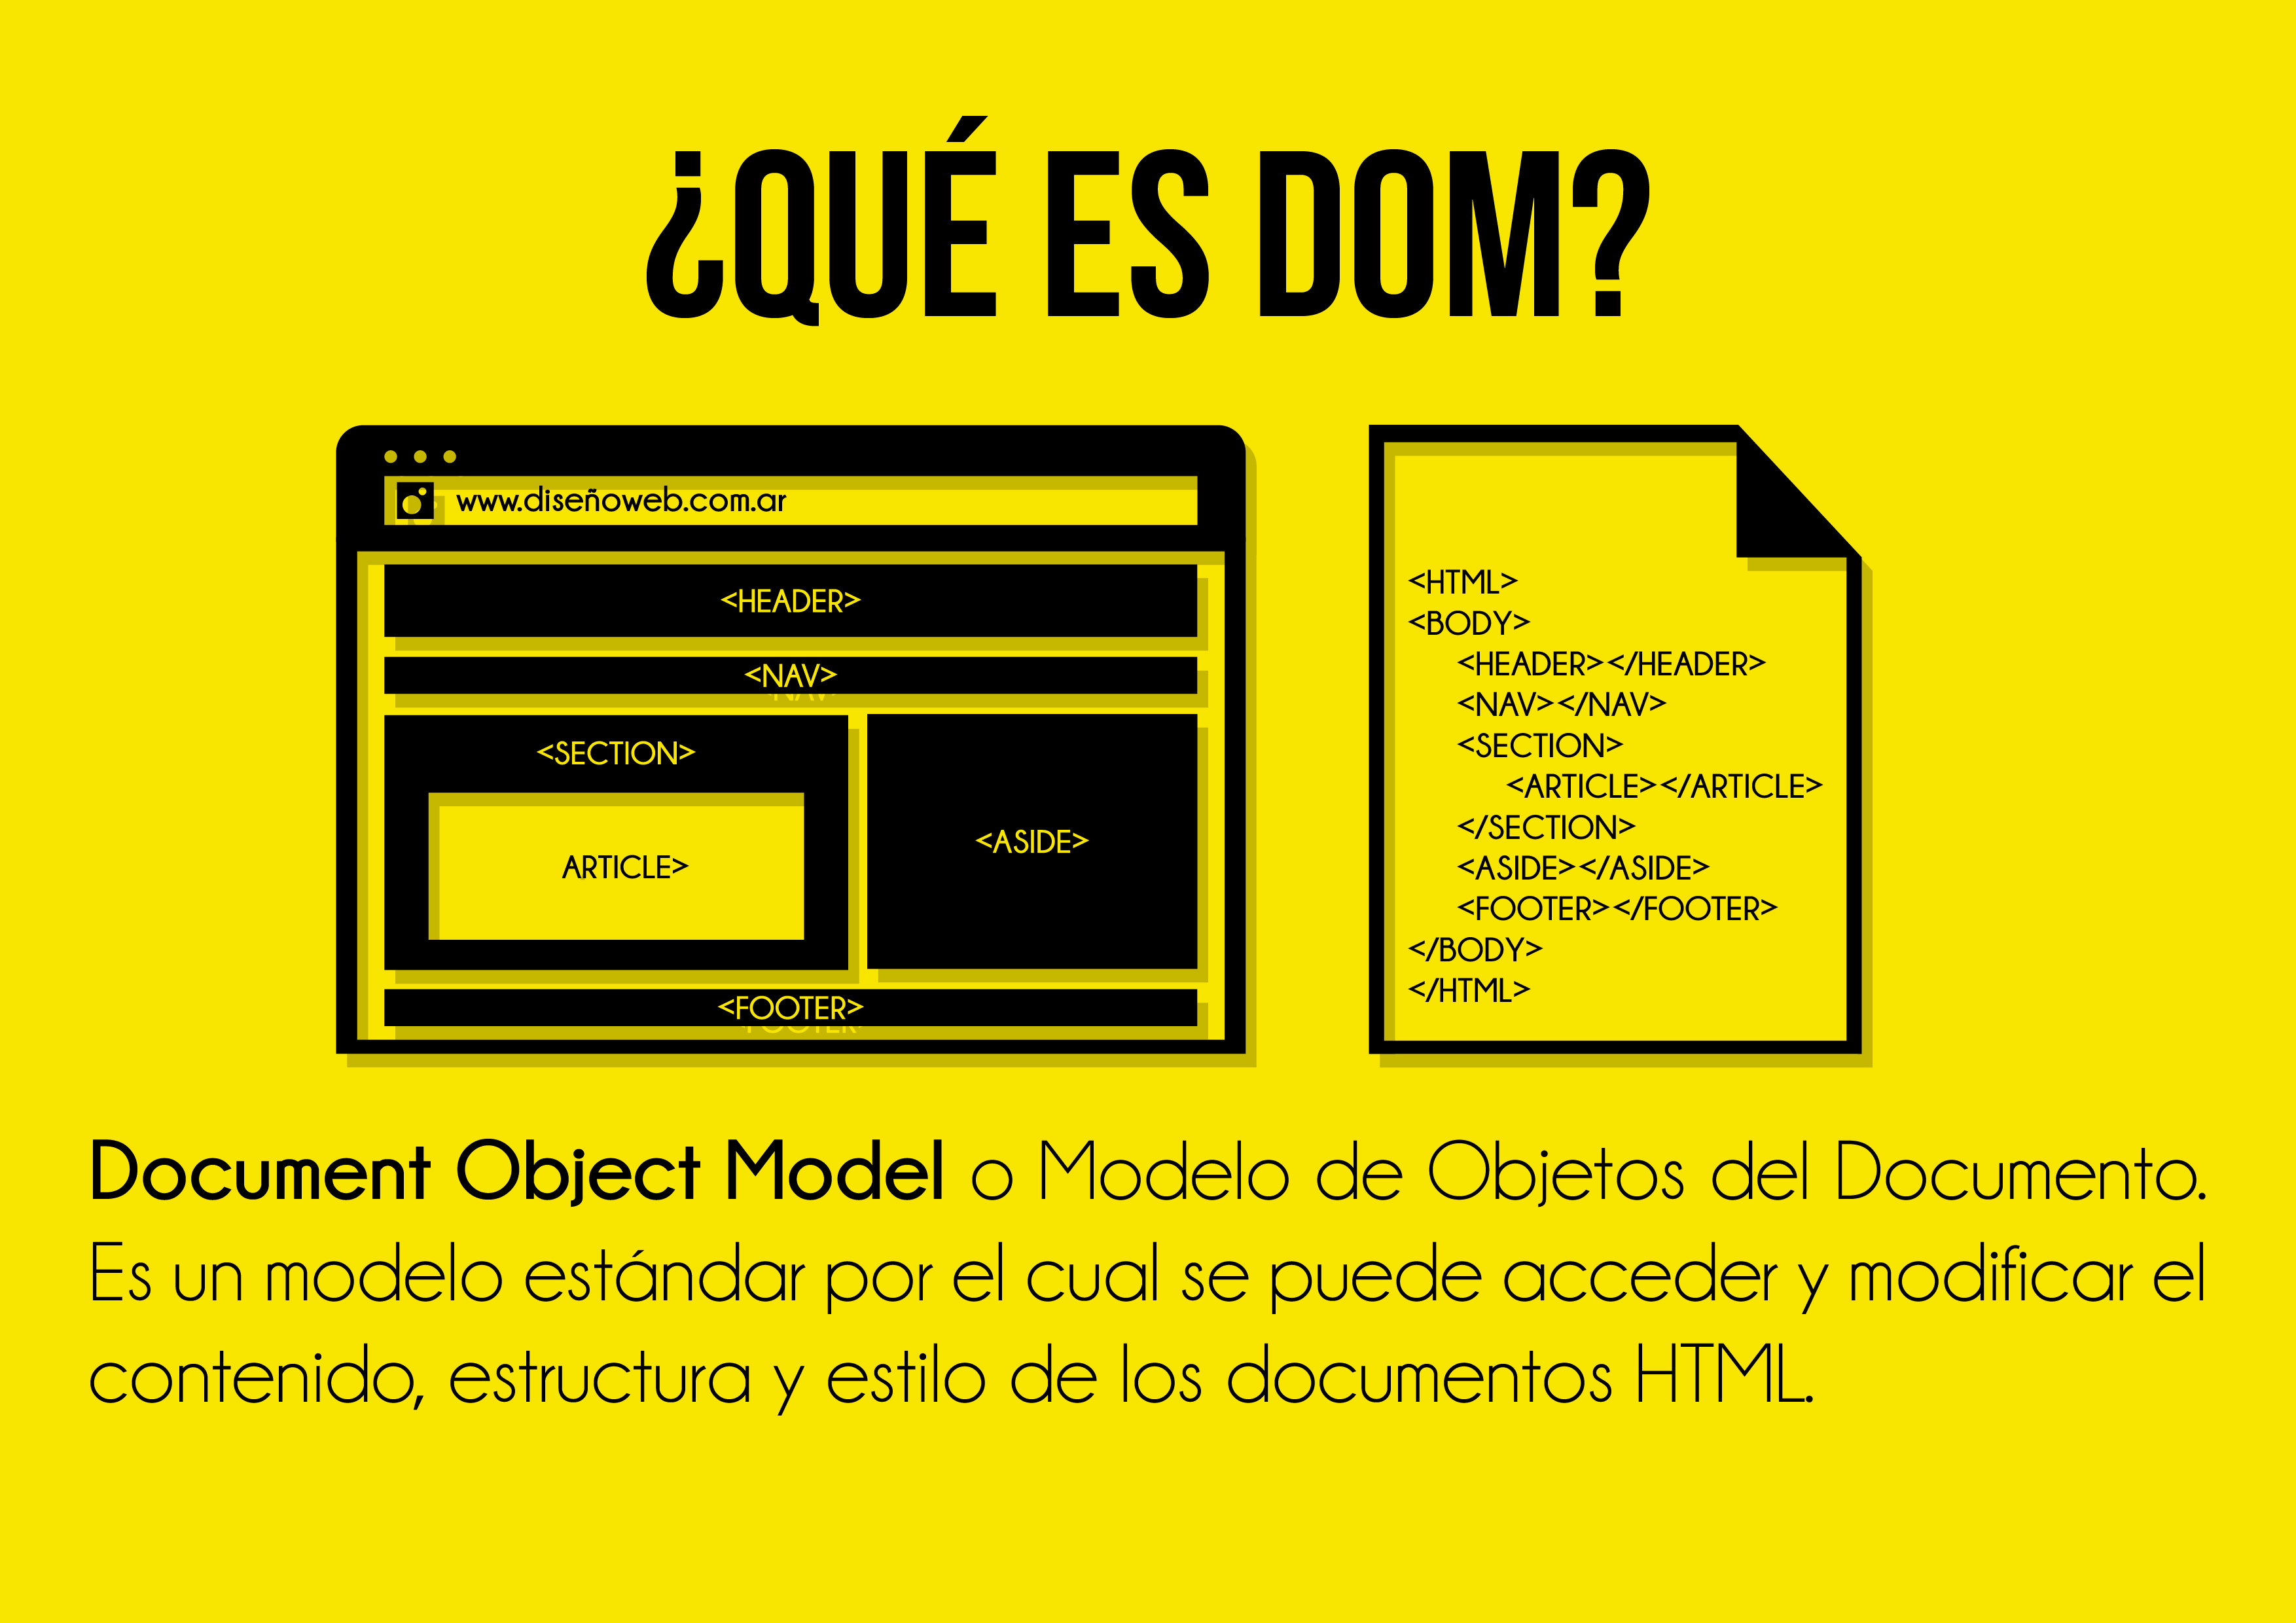 ¿QUÉ ES DOM?
www.diseñoweb.com.ar
<HEADER>
<NAV>
<SECTION>
ARTICLE>
<ASIDE>
<FOOTER>
<HTML>
<BODY>
<HEADER></HEADER>
<NAV></NAV>
<SECTION>
<ARTICLE></ARTICLE>
</SECTION>
<ASIDE></ASIDE>
<FOOTER></FOOTER>
</BODY>
</HTML>
Document Object Model o Modelo de Objetos del Documento.
Es un modelo estándar por el cual se puede acceder y modificar el
contenido, estructura y estilo de los documentos HTML.